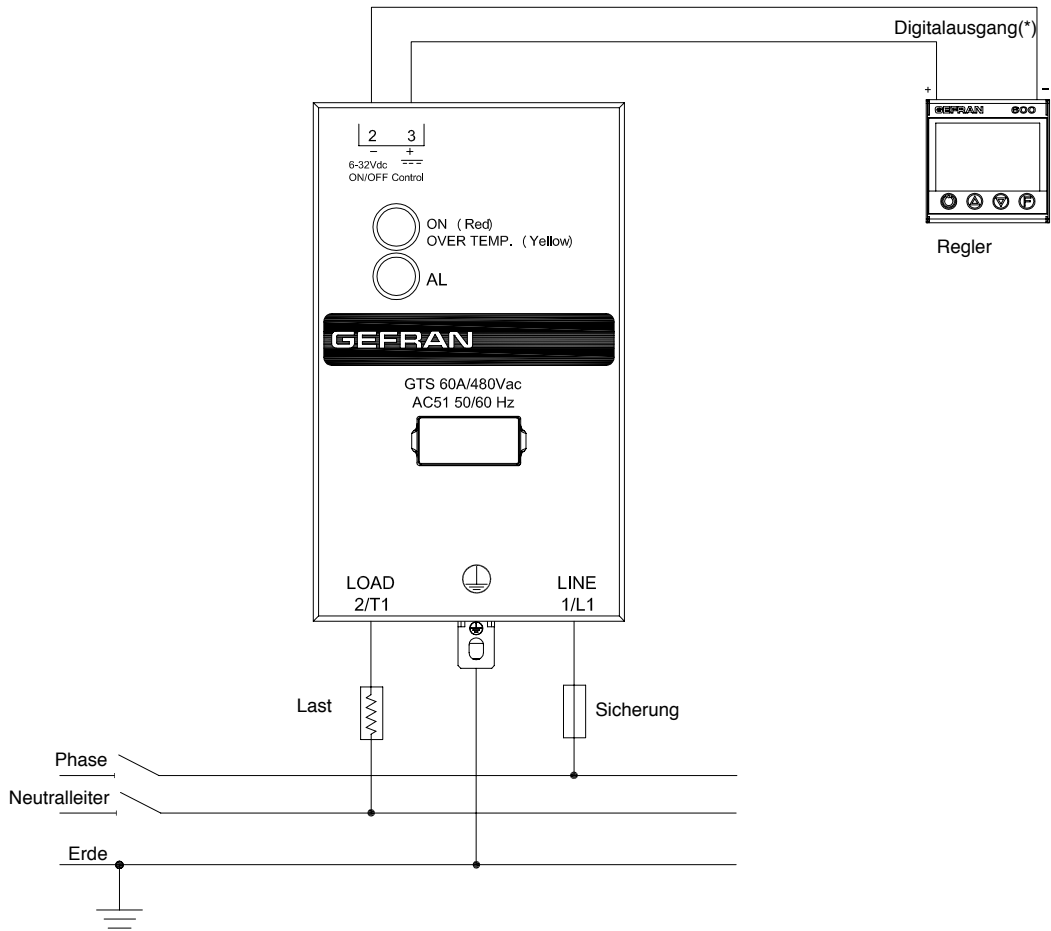 Digitalausgang(*)
+ −
GEFRAN 600
F
Regler
2 3
− +
6-32Vdc
ON/OFF Control
ON (Red)
OVER TEMP. (Yellow)
AL
GEFRAN
GTS 60A/480Vac
AC51 50/60 Hz
LOAD
2/T1
LINE
1/L1
Last
Sicherung
Phase
Neutralleiter
Erde